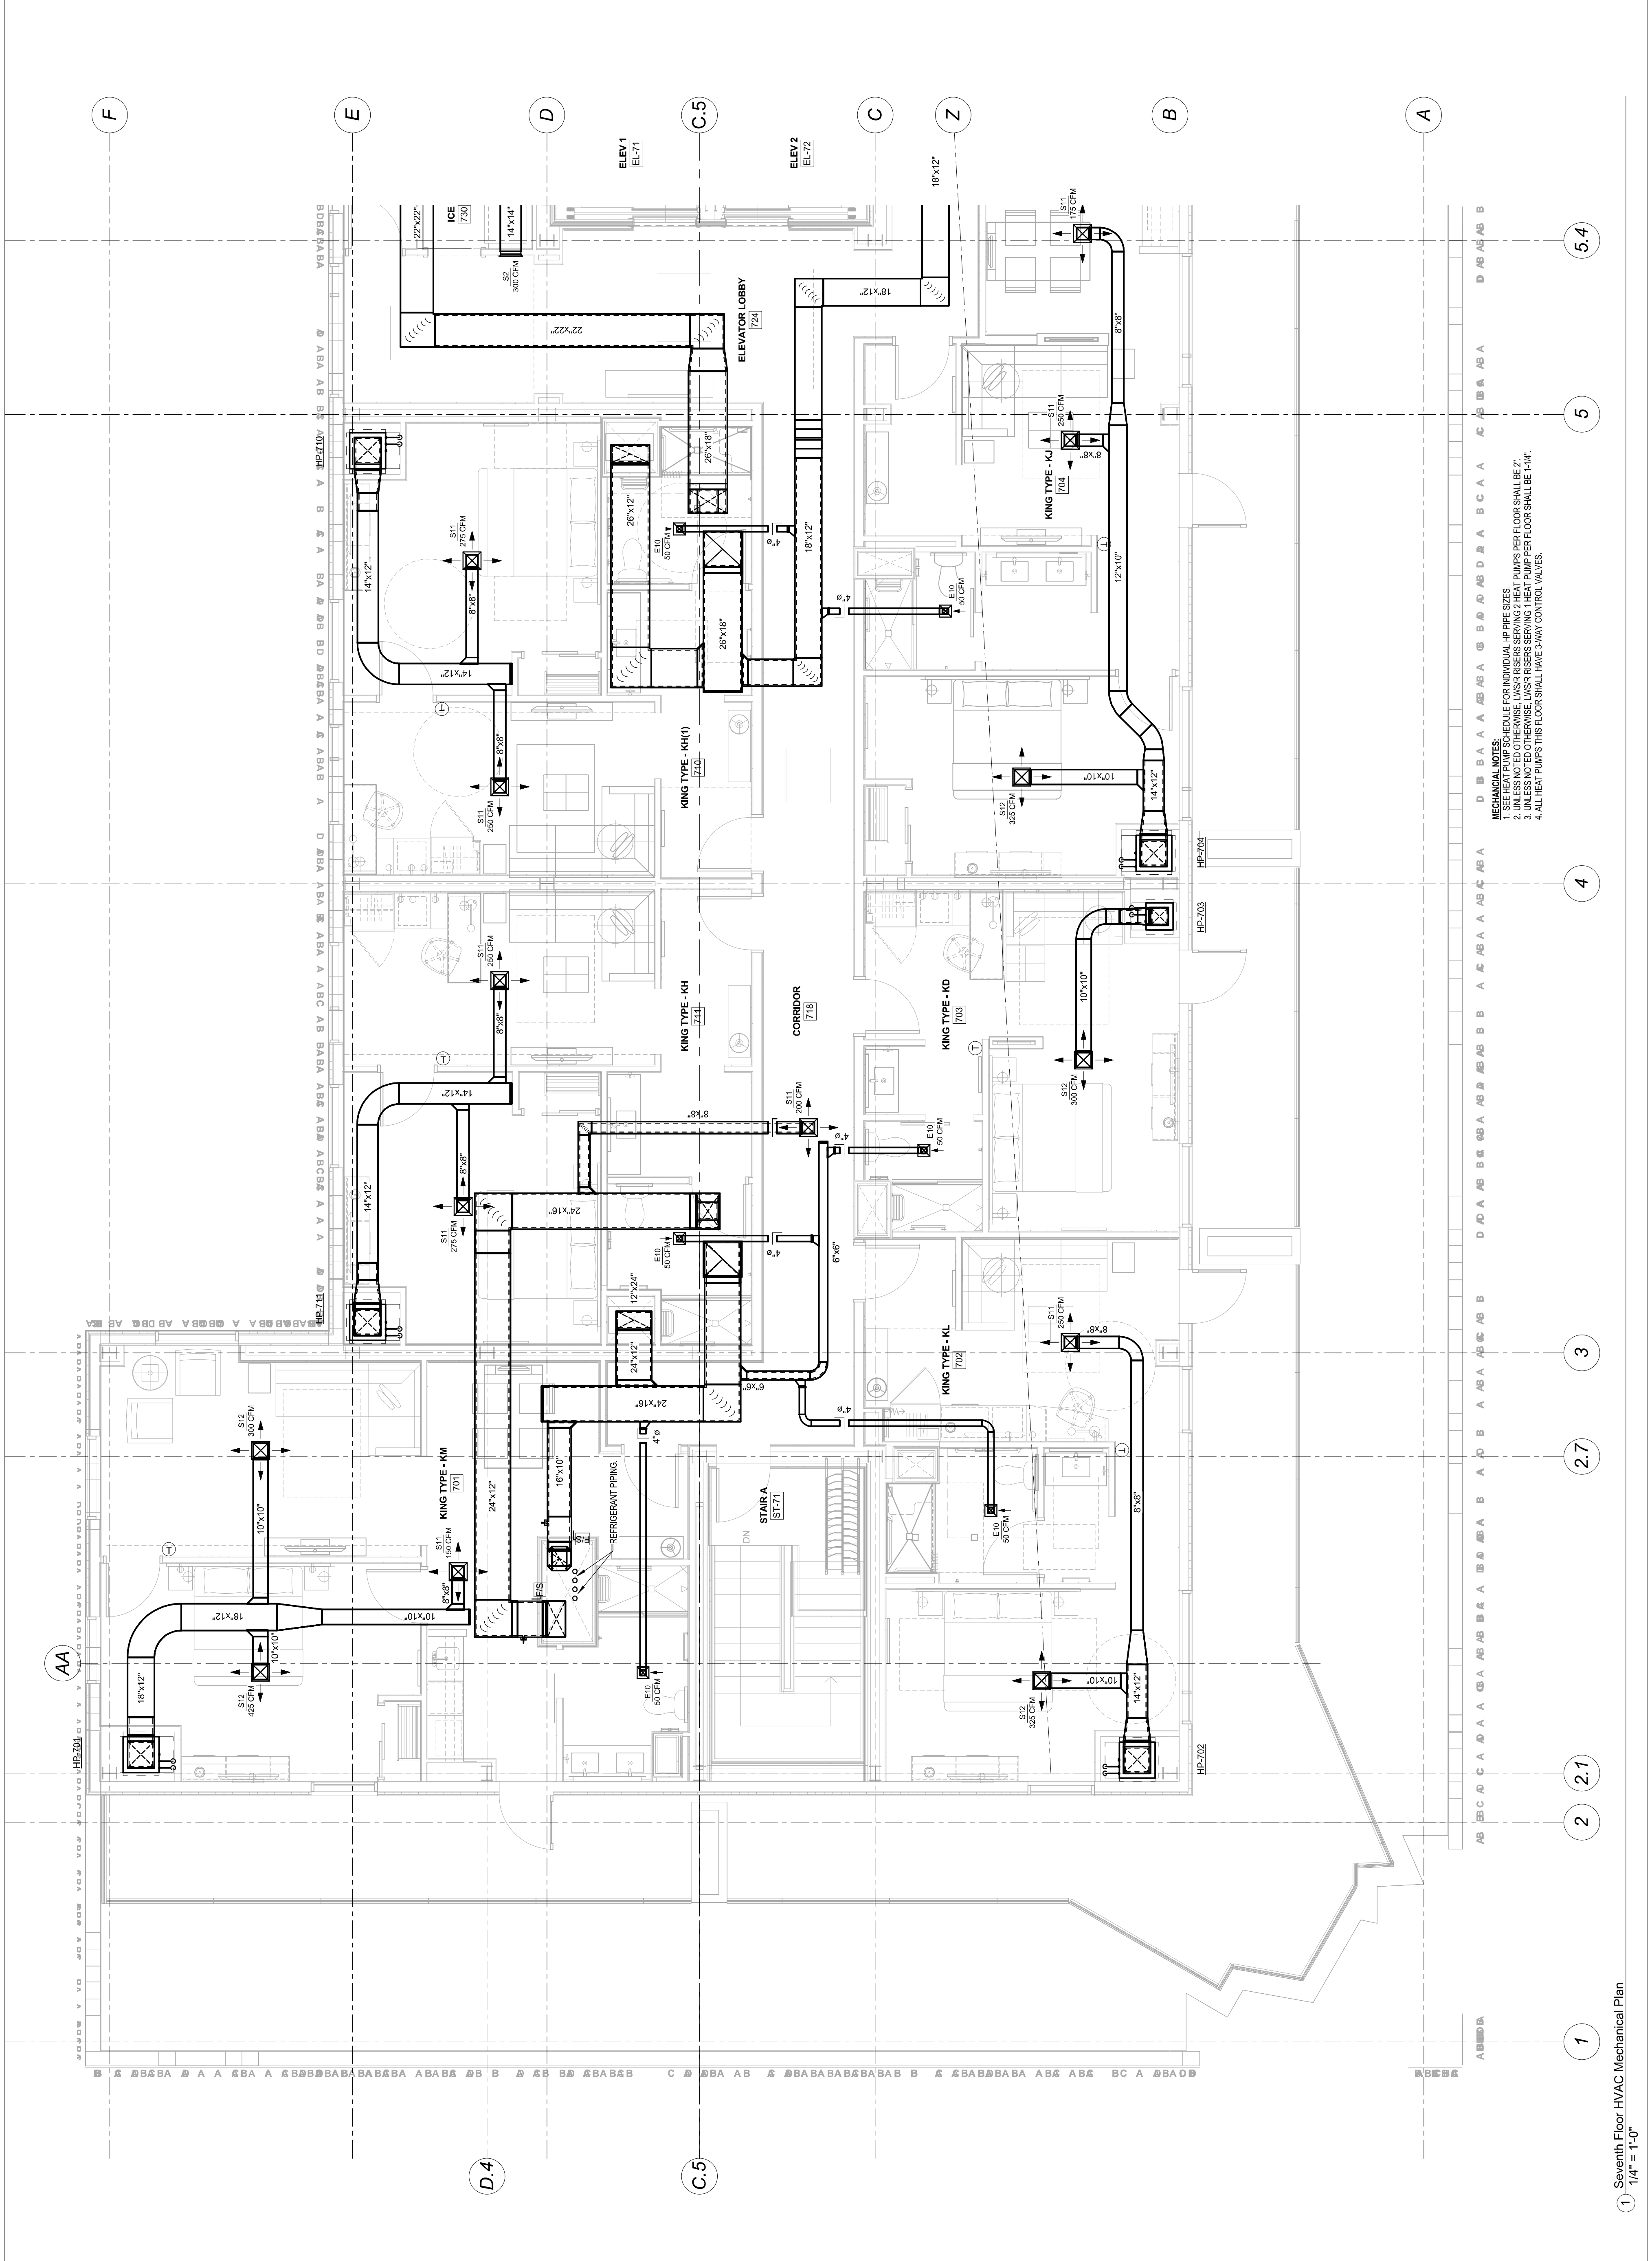 F
E
D
C.5
C
Z
B
A
ELEV 1
EL-71
ELEV 2
EL-72
ICE
730
22"x22"
14"x14"
S2
300 CFM
18"x12"
S11
175 CFM
5.4
22"x22"
ELEVATOR LOBBY
724
18"x12"
8"x8"
5
HP-710
26"x18"
S11
250 CFM
8"x8"
KING TYPE - KJ
704
14"x12"
S11
275 CFM
8"x8"
26"x12"
E10
50 CFM
4"ø
18"x12"
T
12"x10"
14"x12"
26"x18"
4"ø
E10
50 CFM
T
8"x8"
S11
250 CFM
KING TYPE - KH(1)
710
S12
325 CFM
10"x10"
14"x12"
HP-704
4
HP-703
S11
250 CFM
8"x8"
T
KING TYPE - KH
711
CORRIDOR
718
KING TYPE - KD
703
T
10"x10"
S12
300 CFM
14"x12"
14"x12"
8"x8"
S11
275 CFM
8"x8"
S11
200 CFM
4"ø
E10
50 CFM
24"x16"
E10
50 CFM
4"ø
6"x6"
HP-711
12"x24"
24"x12"
24"x16"
6"x6"
4"ø
KING TYPE - KL
702
S11
250 CFM
8"x8"
3
S12
300 CFM
10"x10"
KING TYPE - KM
701
24"x12"
16"x10"
4"ø
REFRIGERANT PIPING.
STAIR A
ST-71
DN
T
2.7
T
S11
150 CFM
8"x8"
F/S
F/S
E10
50 CFM
8"x8"
18"x12"
10"x10"
10"x10"
AA
18"x12"
S12
425 CFM
E10
50 CFM
S12
325 CFM
10"x10"
14"x12"
HP-701
HP-702
2.1
2
1
D.4
C.5
MECHANCIAL NOTES:
1. SEE HEAT PUMP SCHEDULE FOR INDIVIDUAL HP PIPE SIZES.
2. UNLESS NOTED OTHERWISE, LWS/R RISERS SERVING 2 HEAT PUMPS PER FLOOR SHALL BE 2".
3. UNLESS NOTED OTHERWISE, LWS/R RISERS SERVING 1 HEAT PUMP PER FLOOR SHALL BE 1-1/4".
4. ALL HEAT PUMPS THIS FLOOR SHALL HAVE 3-WAY CONTROL VALVES.
1
Seventh Floor HVAC Mechanical Plan
1/4" = 1'-0"